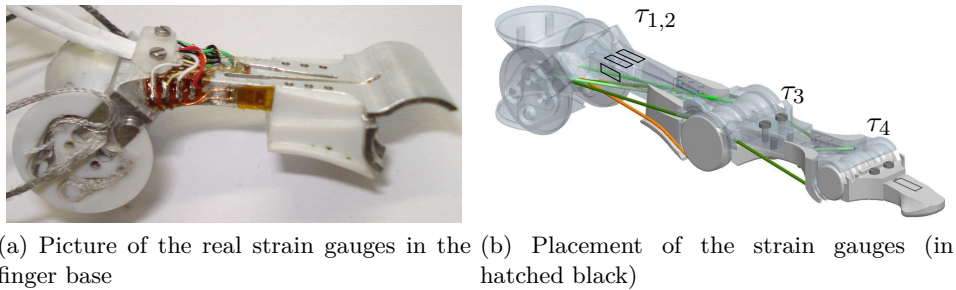 τ1,2
τ3
τ4
(a) Picture of the real strain gauges in the
finger base
(b) Placement of the strain gauges (in
hatched black)